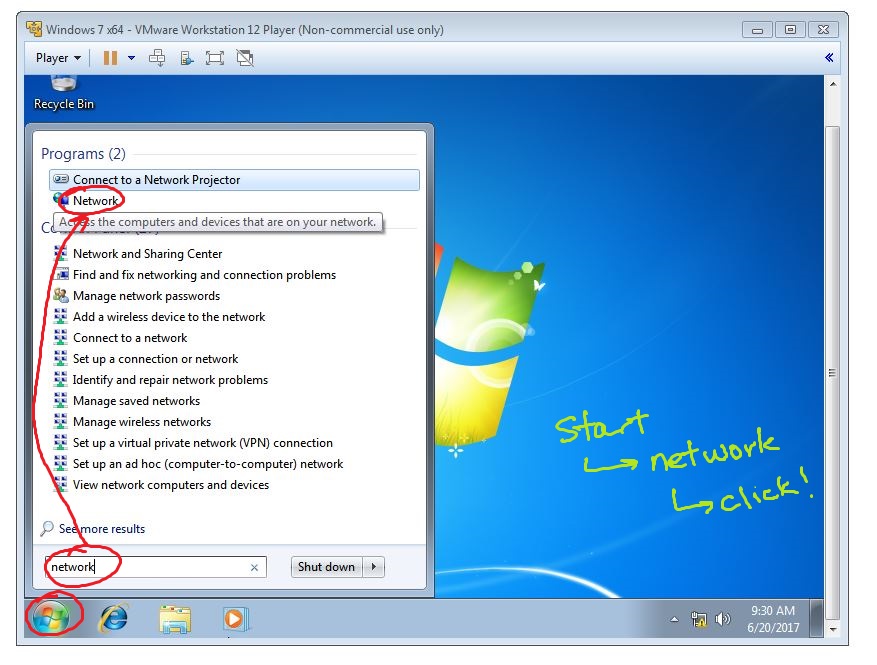 Windows 7 x64 - VMware Workstation 12 Player (Non-commercial use only)
Player
Recycle Bin
Programs (2)
Connect to a Network Projector
Network
Access the computers and devices that are on your network.
Network and Sharing Center
Find and fix networking and connection problems
Manage network passwords
Add a wireless device to the network
Connect to a network
Set up a connection or network
Identify and repair network problems
Manage saved networks
Manage wireless networks
Set up a virtual private network (VPN) connection
Set up an ad hoc (computer-to-computer) network
View network computers and devices
See more results
network
Shut down
Start
network
click!
9:30 AM
6/20/2017